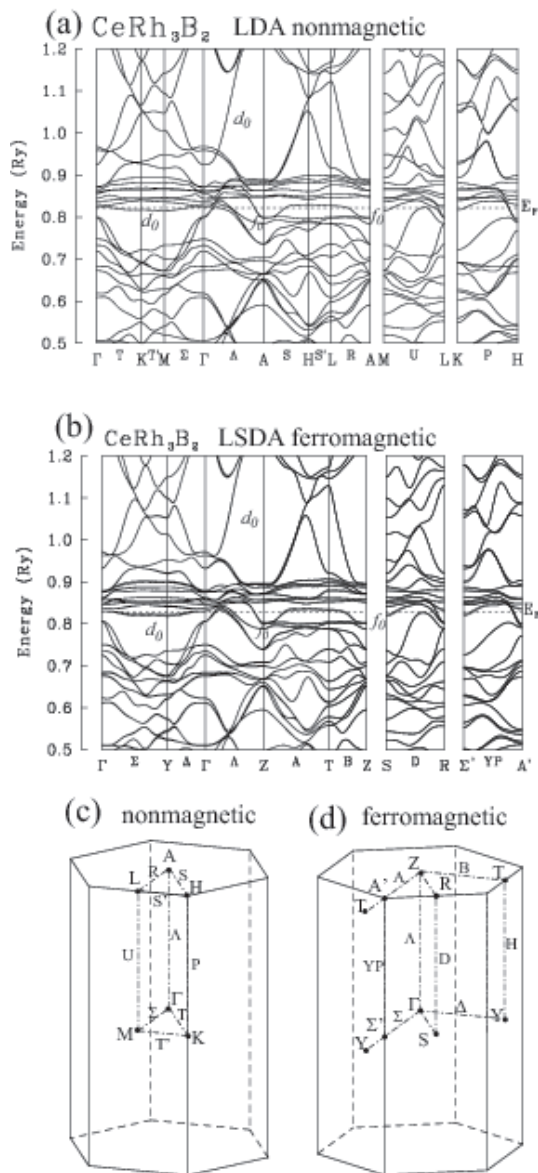 (a) CeRh₃B₂ LDA nonmagnetic
Energy (Ry)
1.2
1.1
1.0
0.9
0.8
0.7
0.6
0.5
d₀
d₀
f₀
f₀
E_F
Γ T K T' M Σ Γ Λ A S H S' L R A M U L K P H
(b) CeRh₃B₂ LSDA ferromagnetic
Energy (Ry)
1.2
1.1
1.0
0.9
0.8
0.7
0.6
0.5
d₀
d₀
f₀
f₀
E_F
Γ Σ Y Δ Γ Λ Z A T B Z S D R Σ' YP A'
(c) nonmagnetic
A
R S
L H
S'
Λ
U P
Γ
Σ T
M K
T'
(d) ferromagnetic
Z B
A' A R T
T
Λ H
YP D
Γ Δ
Σ' Σ Y
Y S